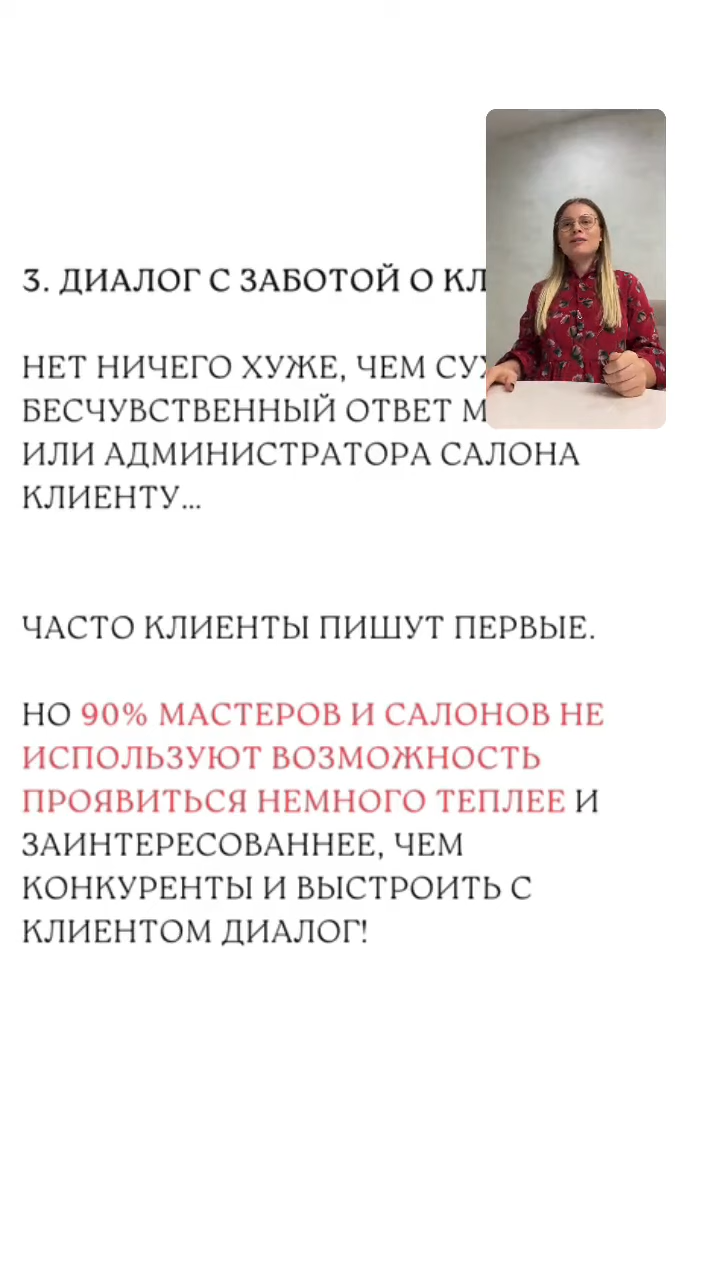 3. ДИАЛОГ С ЗАБОТОЙ О
НЕТ НИЧЕГО ХУЖЕ, ЧЕМ
БЕСЧУВСТВЕННЫЙ ОТВЕТ
ИЛИ АДМИНИСТРАТОРА САЛОНА
КЛИЕНТУ...
ЧАСТО КЛИЕНТЫ ПИШУТ ПЕРВЫЕ.
НО 90% МАСТЕРОВ И САЛОНОВ НЕ
ИСПОЛЬЗУЮТ ВОЗМОЖНОСТЬ
ПРОЯВИТЬСЯ НЕМНОГО ТЕПЛЕЕ И
ЗАИНТЕРЕСОВАННЕЕ, ЧЕМ
КОНКУРЕНТЫ И ВЫСТРОИТЬ С
КЛИЕНТОМ ДИАЛОГ!